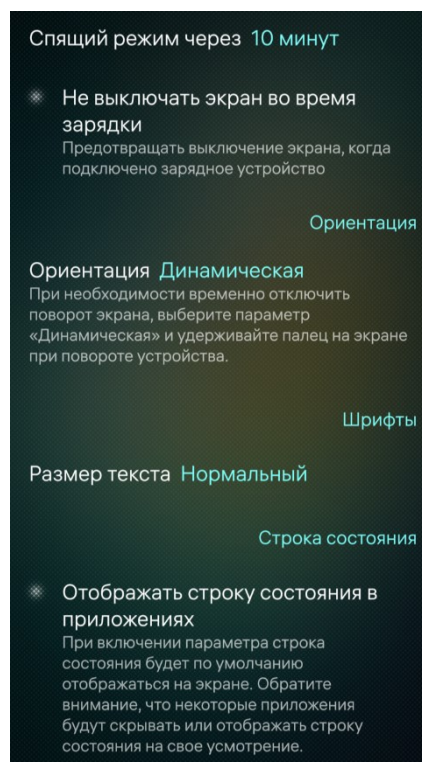 Спящий режим через 10 минут
Не выключать экран во время
зарядки
Предотвращать выключение экрана, когда
подключено зарядное устройство
Ориентация
Ориентация Динамическая
При необходимости временно отключить
поворот экрана, выберите параметр
«Динамическая» и удерживайте палец на экране
при повороте устройства.
Шрифты
Размер текста Нормальный
Строка состояния
Отображать строку состояния в
приложениях
При включении параметра строка
состояния будет по умолчанию
отображаться на экране. Обратите
внимание, что некоторые приложения
будут скрывать или отображать строку
состояния на свое усмотрение.